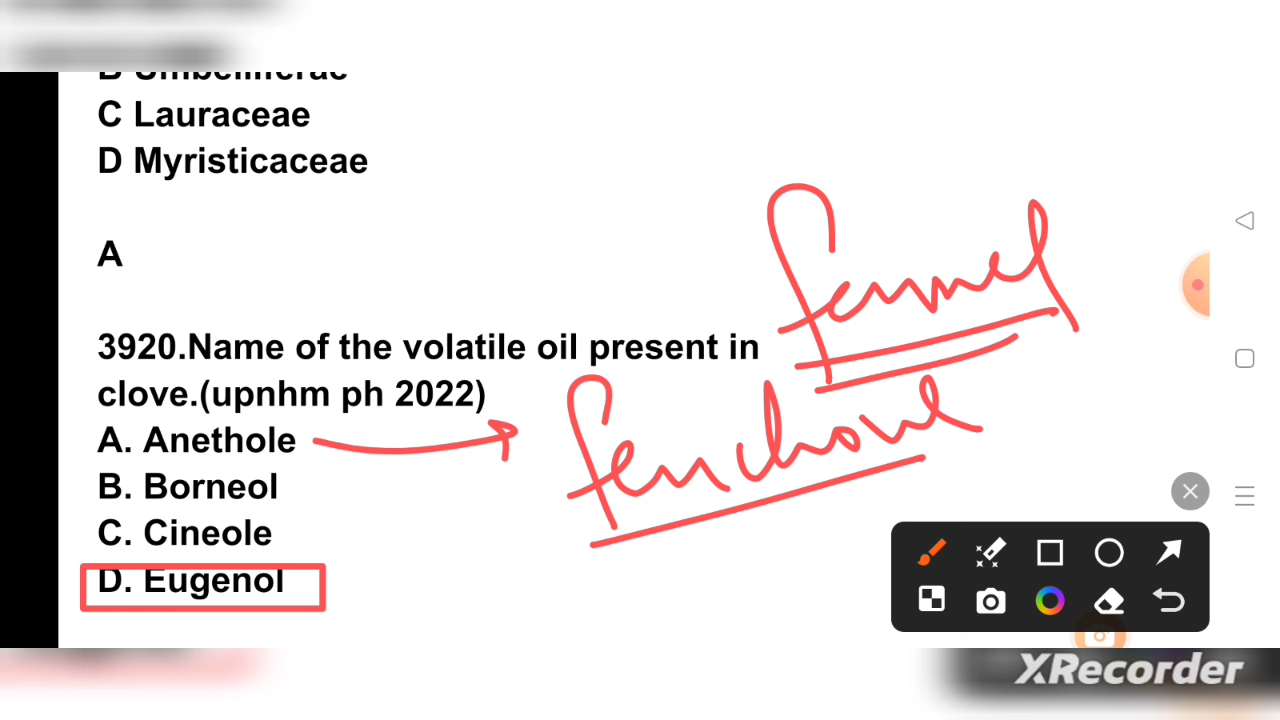 B Umbelliferae
C Lauraceae
D Myristicaceae
A
fennel
3920.Name of the volatile oil present in
clove.(upnhm ph 2022)
A. Anethole
fenchone
B. Borneol
C. Cineole
D. Eugenol
XRecorder